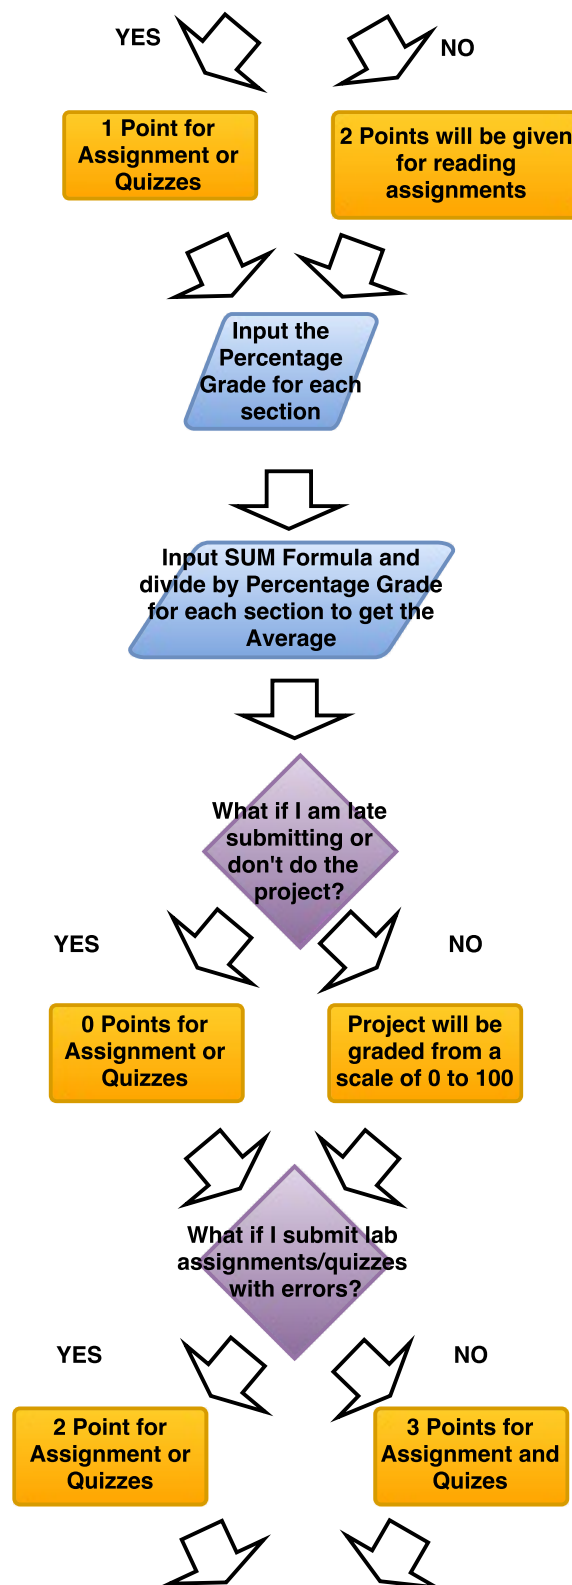 YES
NO
1 Point for
Assignment or
Quizzes
2 Points will be given
for reading
assignments
Input the
Percentage
Grade for each
section
Input SUM Formula and
divide by Percentage Grade
for each section to get the
Average
What if I am late
submitting or
don't do the
project?
YES
NO
0 Points for
Assignment or
Quizzes
Project will be
graded from a
scale of 0 to 100
What if I submit lab
assignments/quizzes
with errors?
YES
NO
2 Point for
Assignment or
Quizzes
3 Points for
Assignment and
Quizes